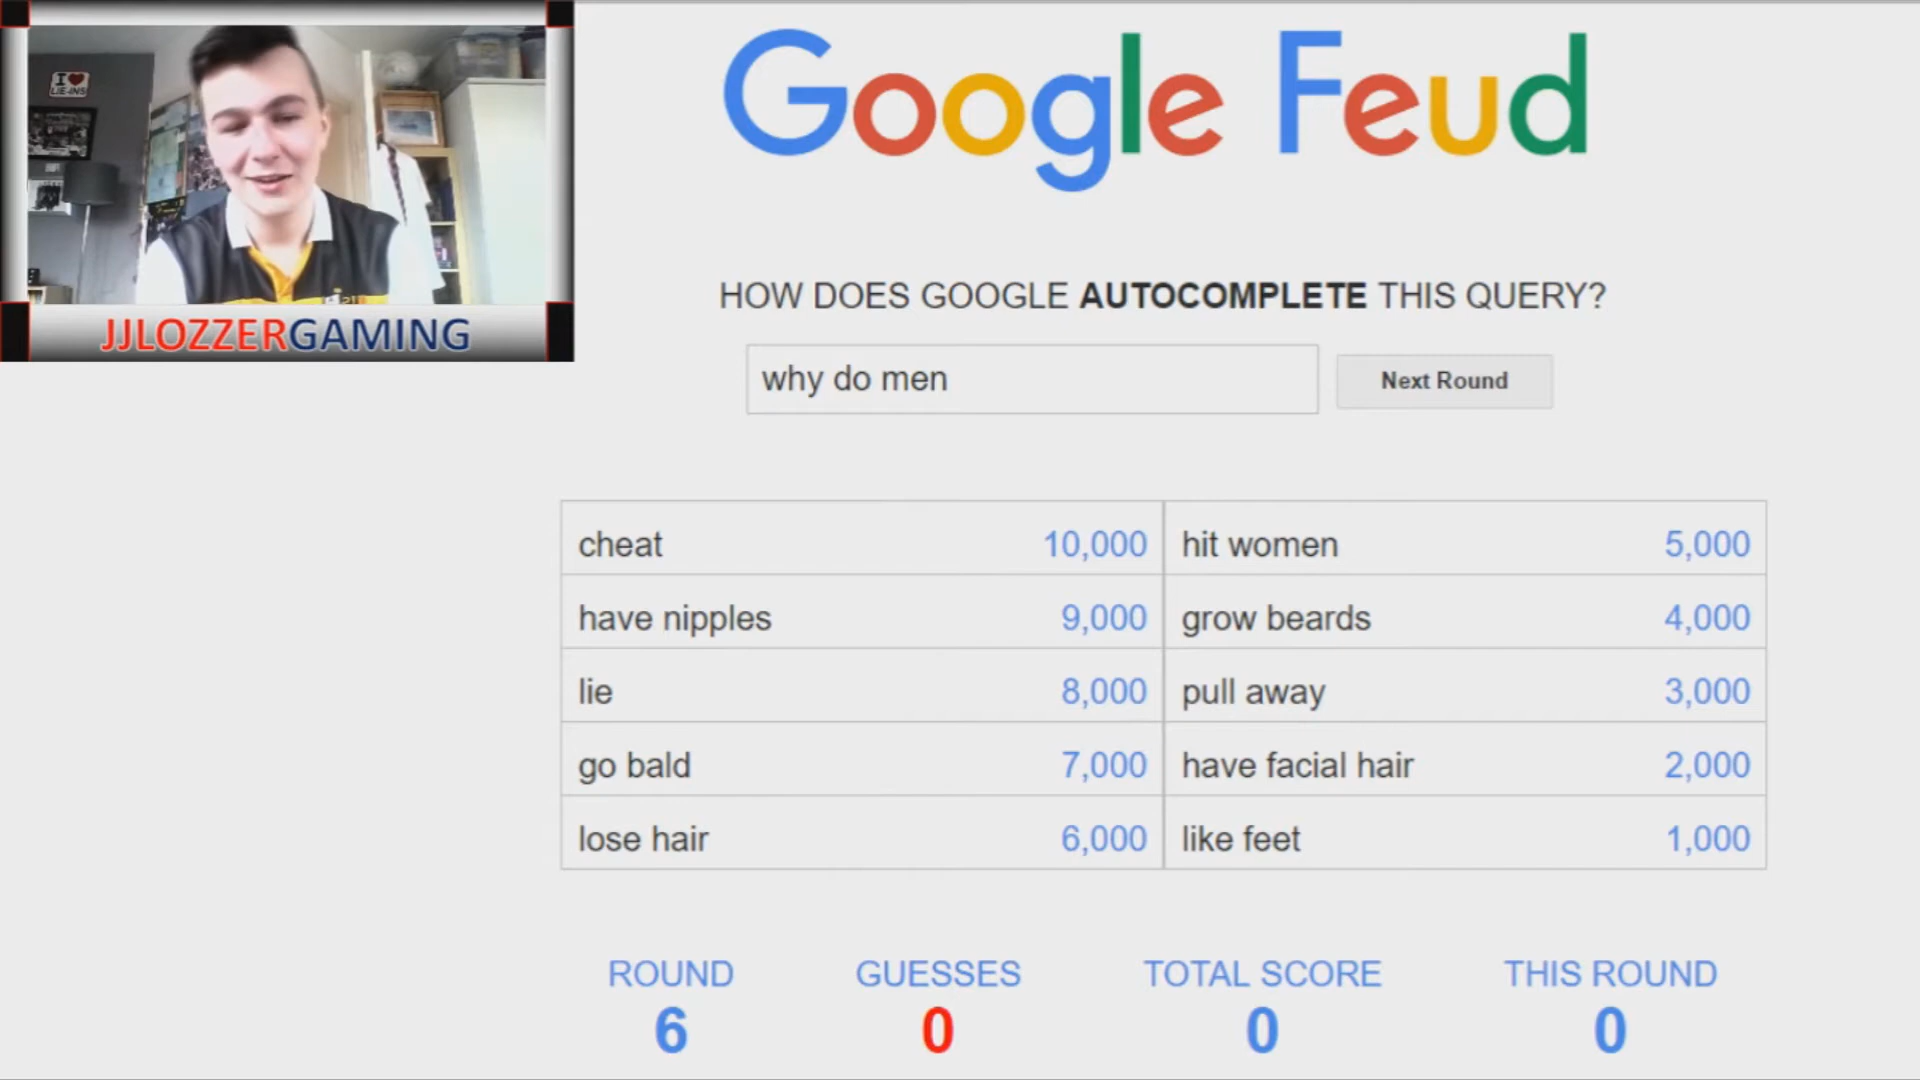 I ♥
LIE-INS
JJLOZZERGAMING
Google Feud
HOW DOES GOOGLE AUTOCOMPLETE THIS QUERY?
why do men
Next Round
cheat 10,000 hit women 5,000
have nipples 9,000 grow beards 4,000
lie 8,000 pull away 3,000
go bald 7,000 have facial hair 2,000
lose hair 6,000 like feet 1,000
ROUND GUESSES TOTAL SCORE THIS ROUND
6 0 0 0